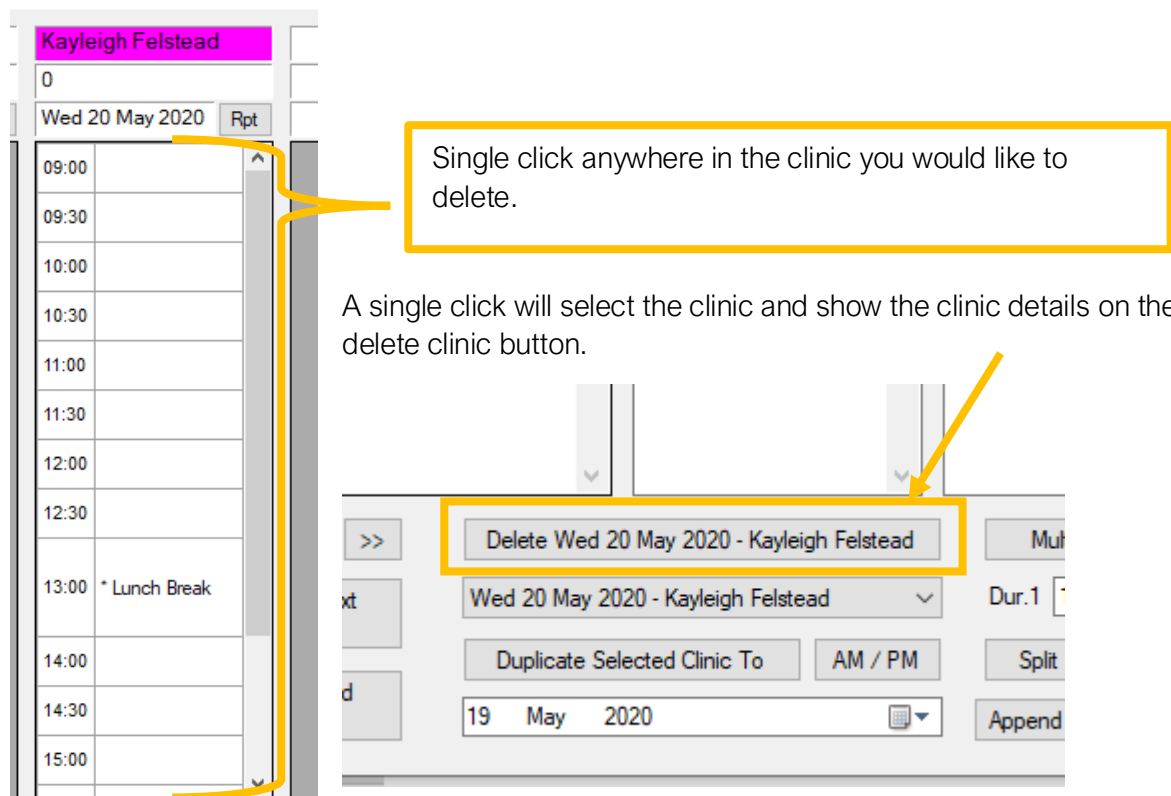 Kayleigh Felstead
0
Wed 20 May 2020 Rpt
09:00
09:30
10:00
10:30
11:00
11:30
12:00
12:30
13:00 * Lunch Break
14:00
14:30
15:00
Single click anywhere in the clinic you would like to
delete.
A single click will select the clinic and show the clinic details on the
delete clinic button.
>> Delete Wed 20 May 2020 - Kayleigh Felstead
Wed 20 May 2020 - Kayleigh Felstead Dur.1
Duplicate Selected Clinic To AM / PM Split
19 May 2020 Append